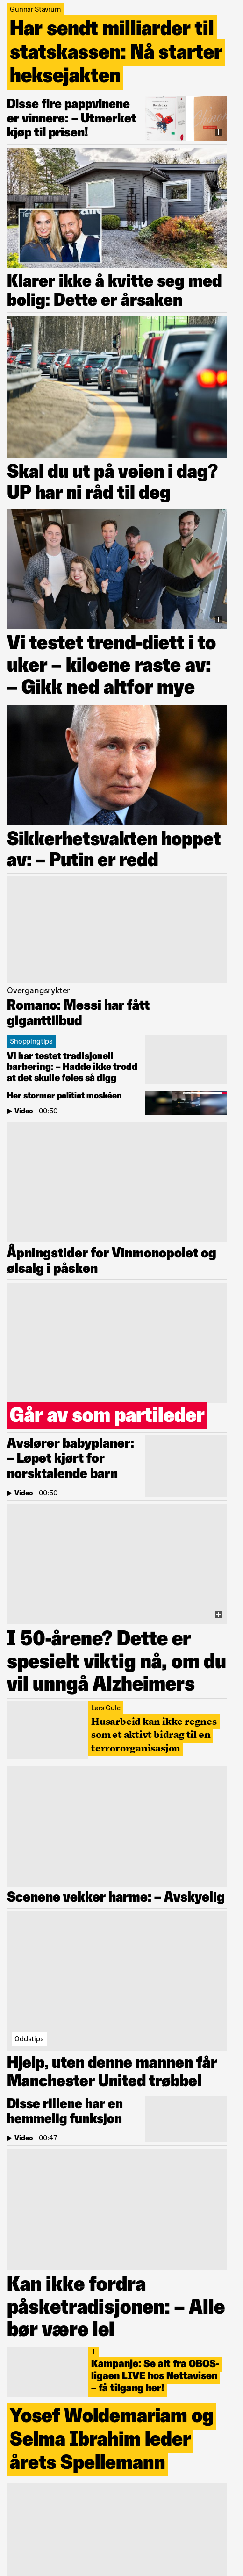 Gunnar Stavrum
Har sendt milliarder til
statskassen: Nå starter
heksejakten
Disse fire pappvinene
er vinnere: – Utmerket
kjøp til prisen!
Klarer ikke å kvitte seg med
bolig: Dette er årsaken
Skal du ut på veien i dag?
UP har ni råd til deg
Vi testet trend-diett i to
uker – kiloene raste av:
– Gikk ned altfor mye
Sikkerhetsvakten hoppet
av: – Putin er redd
Overgangsrykter
Romano: Messi har fått
giganttilbud
Shoppingtips
Vi har testet tradisjonell
barbering: – Hadde ikke trodd
at det skulle føles så digg
Her stormer politiet moskéen
Video | 00:50
Åpningstider for Vinmonopolet og
ølsalg i påsken
Går av som partileder
Avslører babyplaner:
– Løpet kjørt for
norsktalende barn
Video | 00:50
I 50-årene? Dette er
spesielt viktig nå, om du
vil unngå Alzheimers
Lars Gule
Husarbeid kan ikke regnes
som et aktivt bidrag til en
terrororganisasjon
Scenene vekker harme: – Avskyelig
Oddstips
Hjelp, uten denne mannen får
Manchester United trøbbel
Disse rillene har en
hemmelig funksjon
Video | 00:47
Kan ikke fordra
påsketradisjonen: – Alle
bør være lei
+
Kampanje: Se alt fra OBOS-
ligaen LIVE hos Nettavisen
– få tilgang her!
Yosef Woldemariam og
Selma Ibrahim leder
årets Spellemann